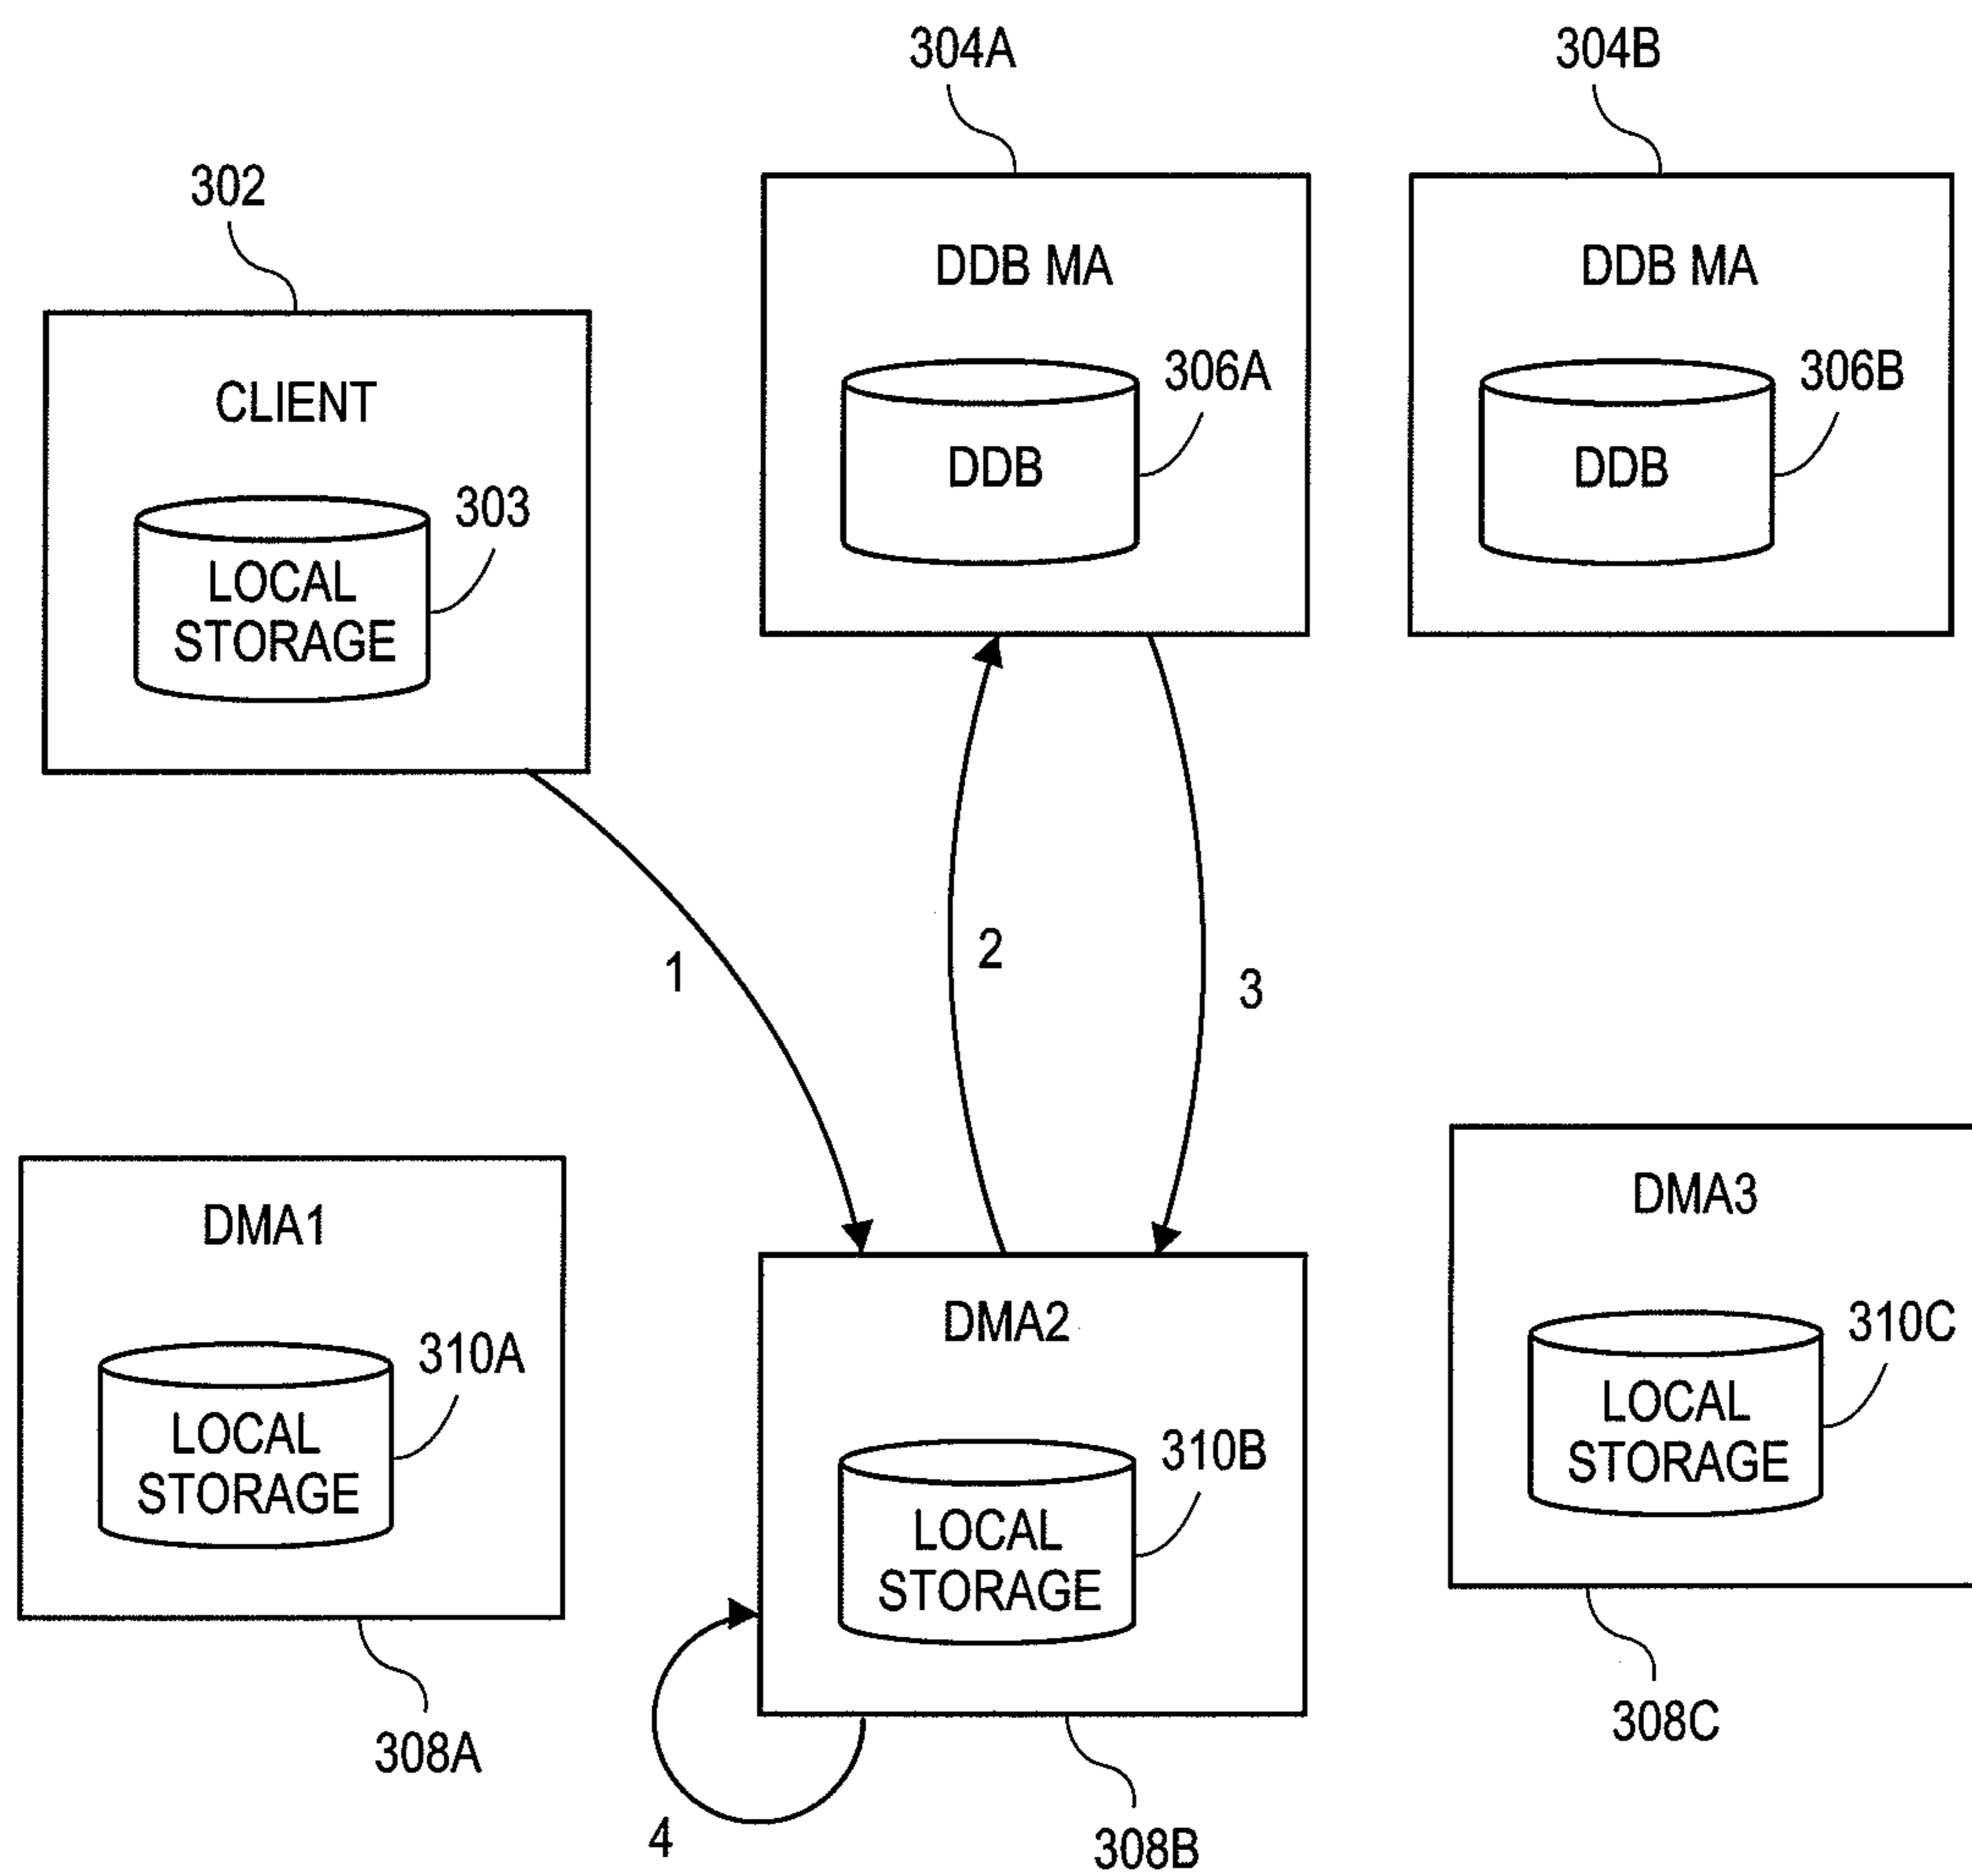 304A
304B
302
DDB MA
DDB MA
306A
306B
CLIENT
DDB
DDB
303
LOCAL
STORAGE
1
2
3
DMA1
DMA3
DMA2
310A
310C
LOCAL
STORAGE
LOCAL
STORAGE
310B
LOCAL
STORAGE
308A
308C
4
308B